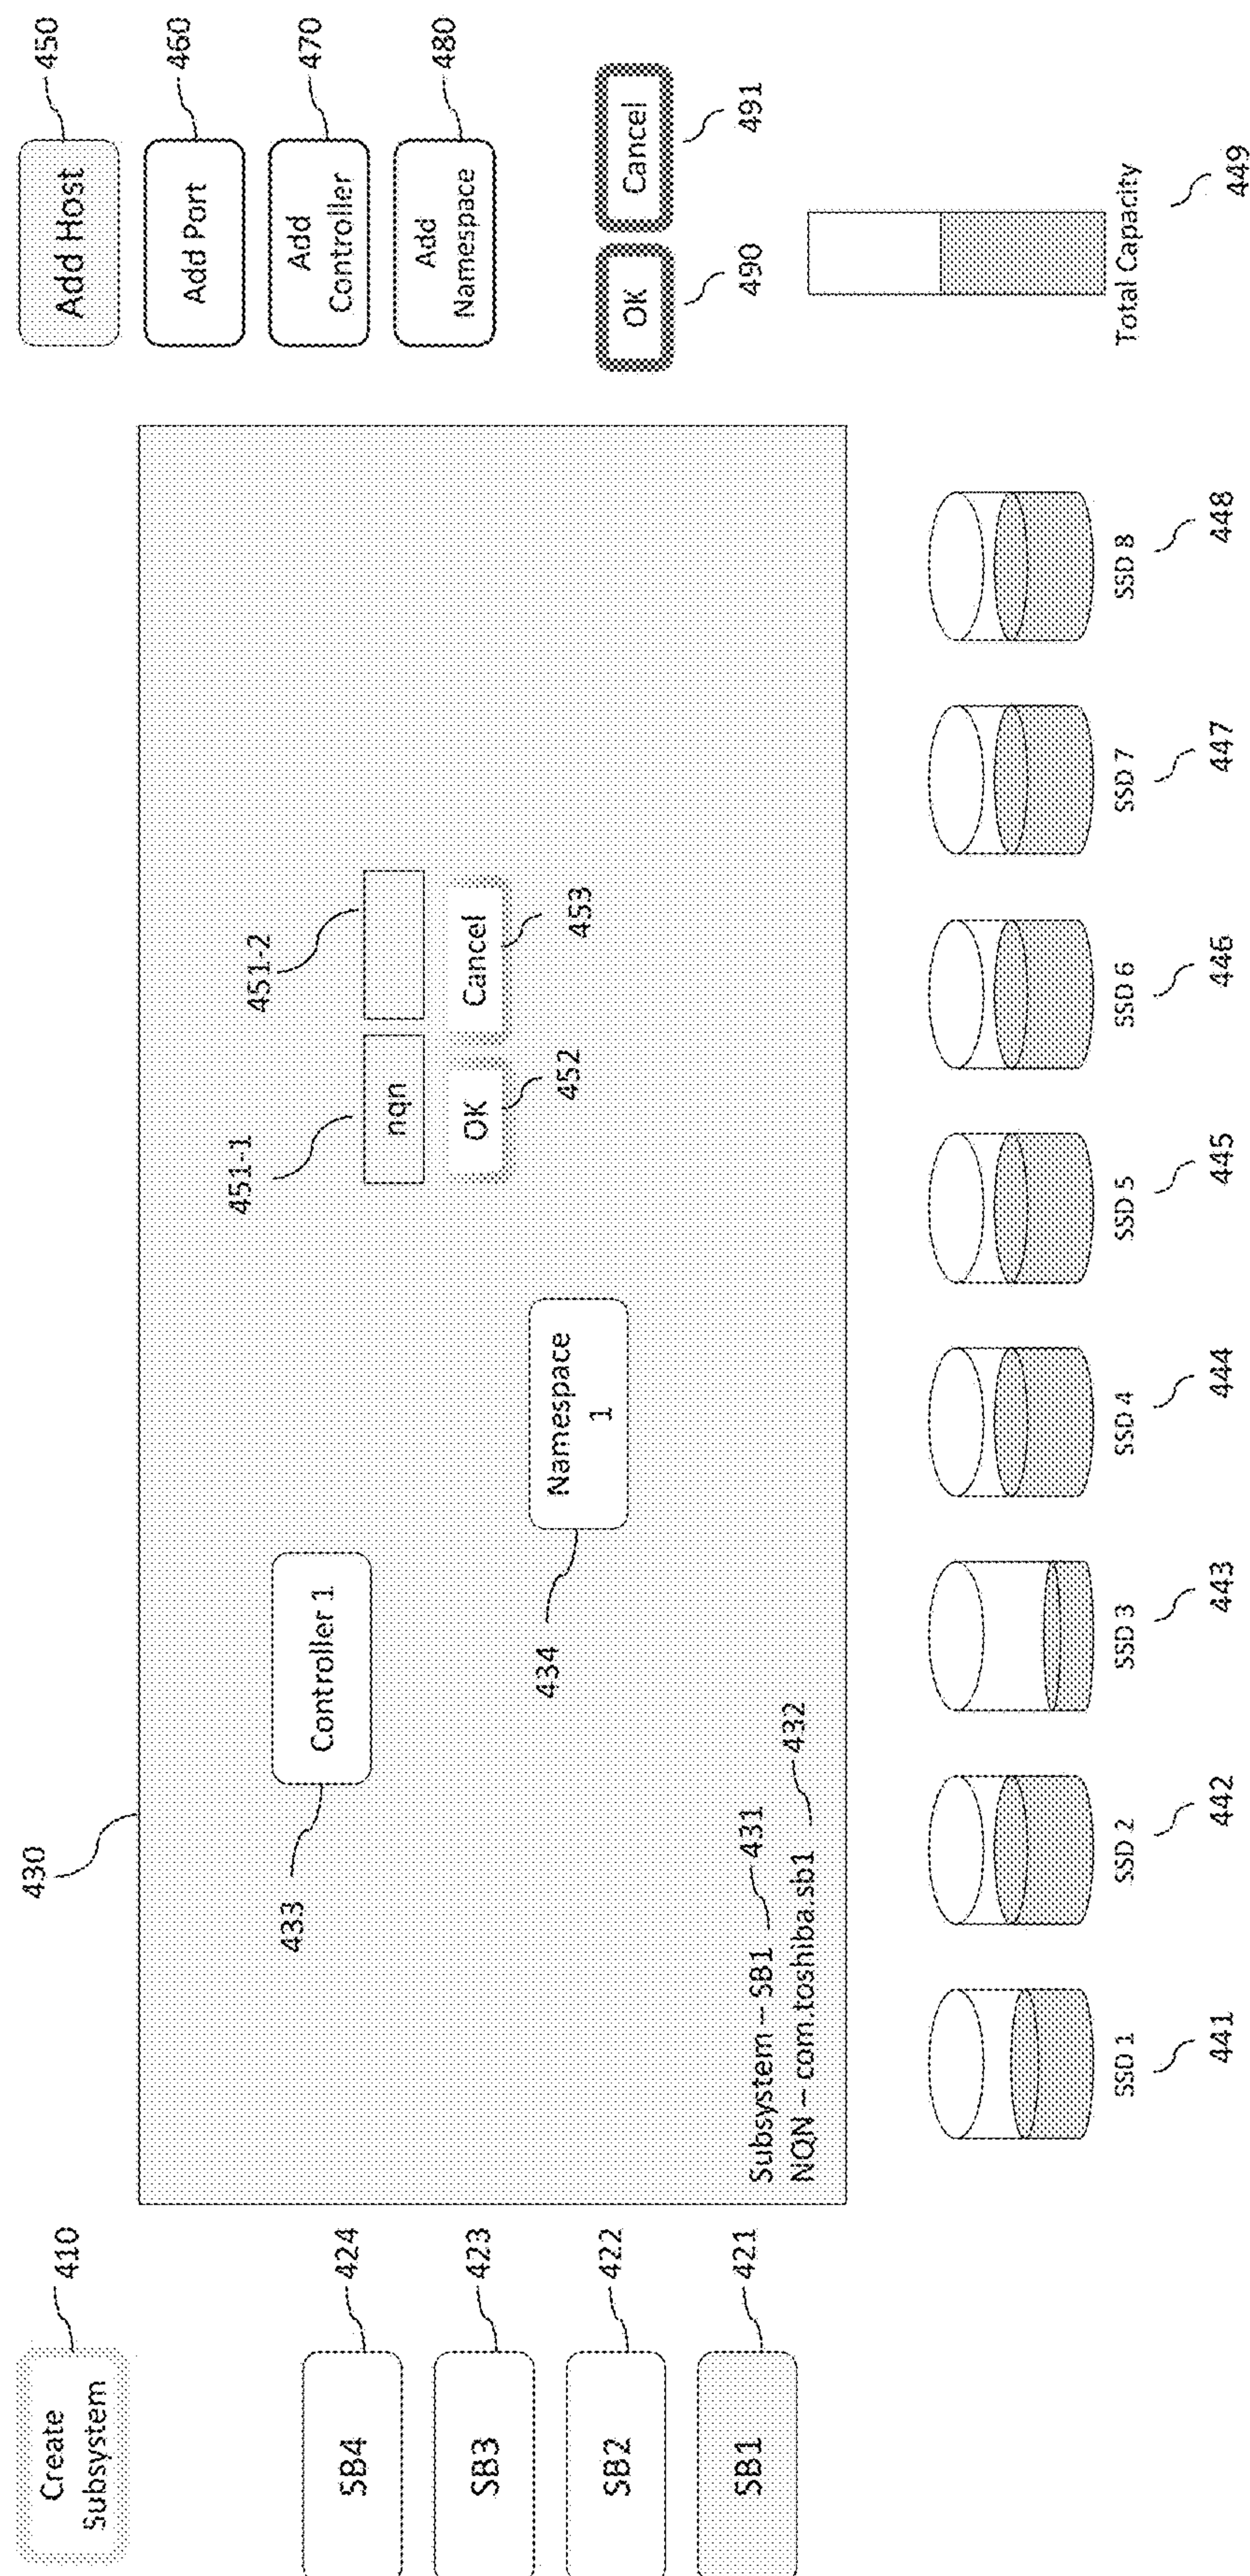 Create
Subsystem
410
430
Add Host
450
Add Port
460
Add
Controller
470
Add
Namespace
480
SB4
424
SB3
423
SB2
422
SB1
421
433
Controller 1
434
Namespace
1
451-1
451-2
nqn
OK
Cancel
452
453
Subsystem – SB1
431
NQN – com.toshiba.sb1
432
OK
Cancel
490
491
SSD 1
SSD 2
SSD 3
SSD 4
SSD 5
SSD 6
SSD 7
SSD 8
Total Capacity
441
442
443
444
445
446
447
448
449